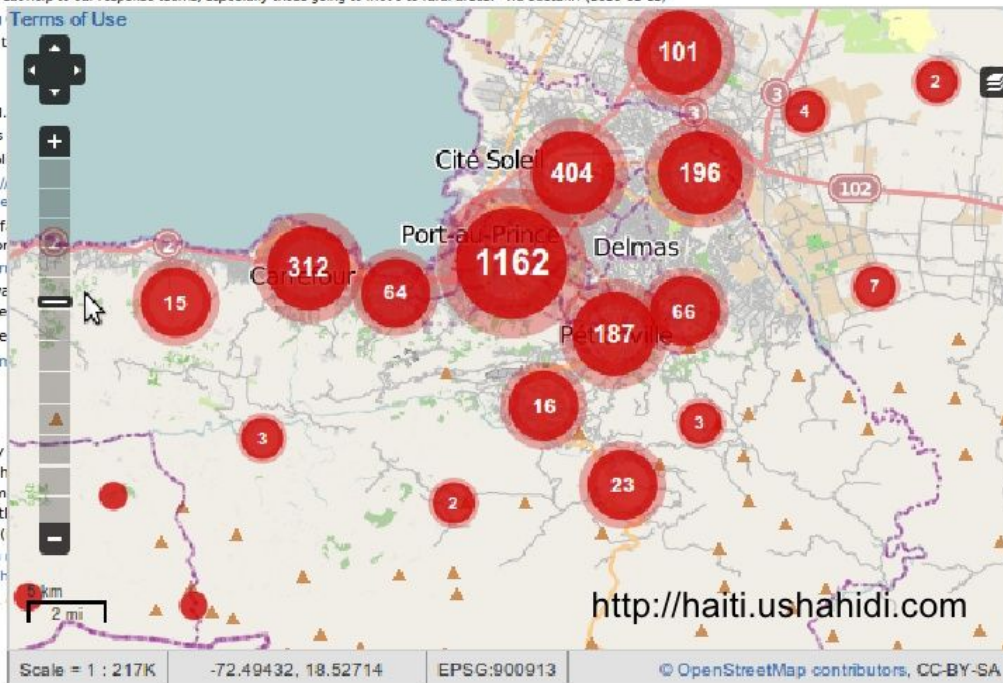 Terms of Use
101
2
4
3
3
Cité Soleil
404
196
102
Port-au-Prince
1162
Delmas
2
2
312
Carrefour
64
15
7
66
187
Pétionville
16
3
3
23
2
5 km
2 mi
http://haiti.ushahidi.com
Scale = 1 : 217K
-72.49432, 18.52714
EPSG:900913
© OpenStreetMap contributors, CC-BY-SA